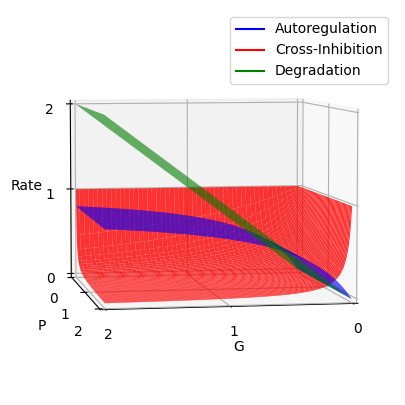 Autoregulation
Cross-Inhibition
Degradation
2
Rate 1
0
0
P 1
2 2 1 0
G